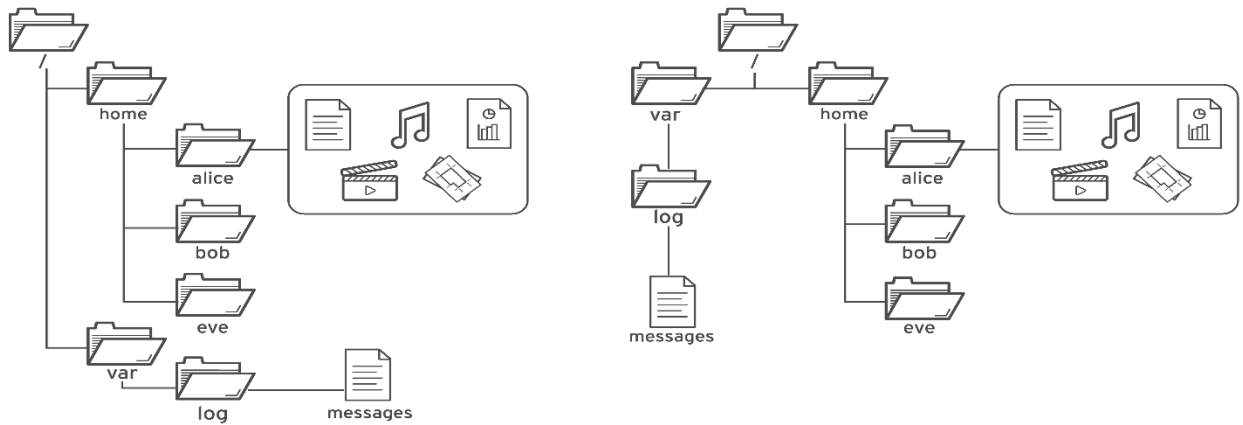 /
home
alice
bob
eve
var
log
messages
/
var
home
log
alice
bob
messages
eve